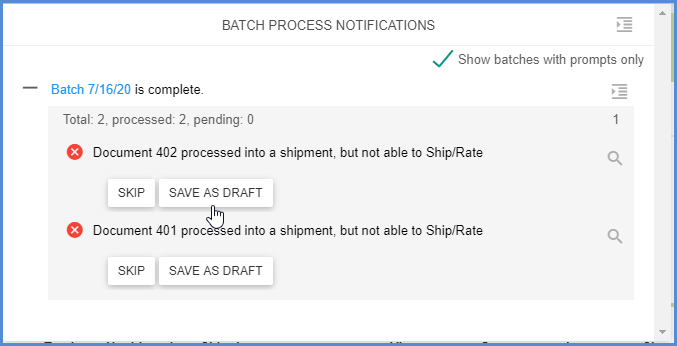 BATCH PROCESS NOTIFICATIONS
Show batches with prompts only
Batch 7/16/20 is complete.
Total: 2, processed: 2, pending: 0 1
Document 402 processed into a shipment, but not able to Ship/Rate
SKIP SAVE AS DRAFT
Document 401 processed into a shipment, but not able to Ship/Rate
SKIP SAVE AS DRAFT